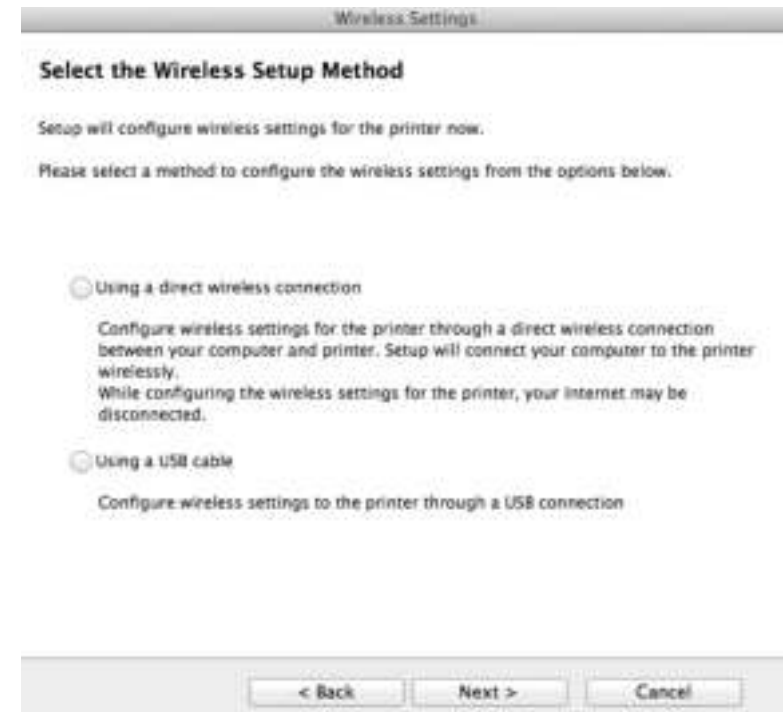 Wireless Settings
Select the Wireless Setup Method
Setup will configure wireless settings for the printer now.
Please select a method to configure the wireless settings from the options below.
Using a direct wireless connection
Configure wireless settings for the printer through a direct wireless connection
between your computer and printer. Setup will connect your computer to the printer
wirelessly.
While configuring the wireless settings for the printer, your Internet may be
disconnected.
Using a USB cable
Configure wireless settings to the printer through a USB connection
< Back Next > Cancel